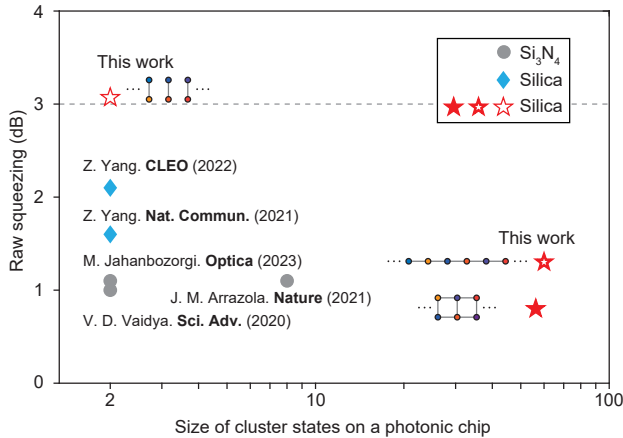 4
3
2
1
0
Raw squeezing (dB)
This work
Si₃N₄
Silica
Silica
Z. Yang. CLEO (2022)
Z. Yang. Nat. Commun. (2021)
M. Jahanbozorgi. Optica (2023)
J. M. Arrazola. Nature (2021)
V. D. Vaidya. Sci. Adv. (2020)
This work
2
10
100
Size of cluster states on a photonic chip